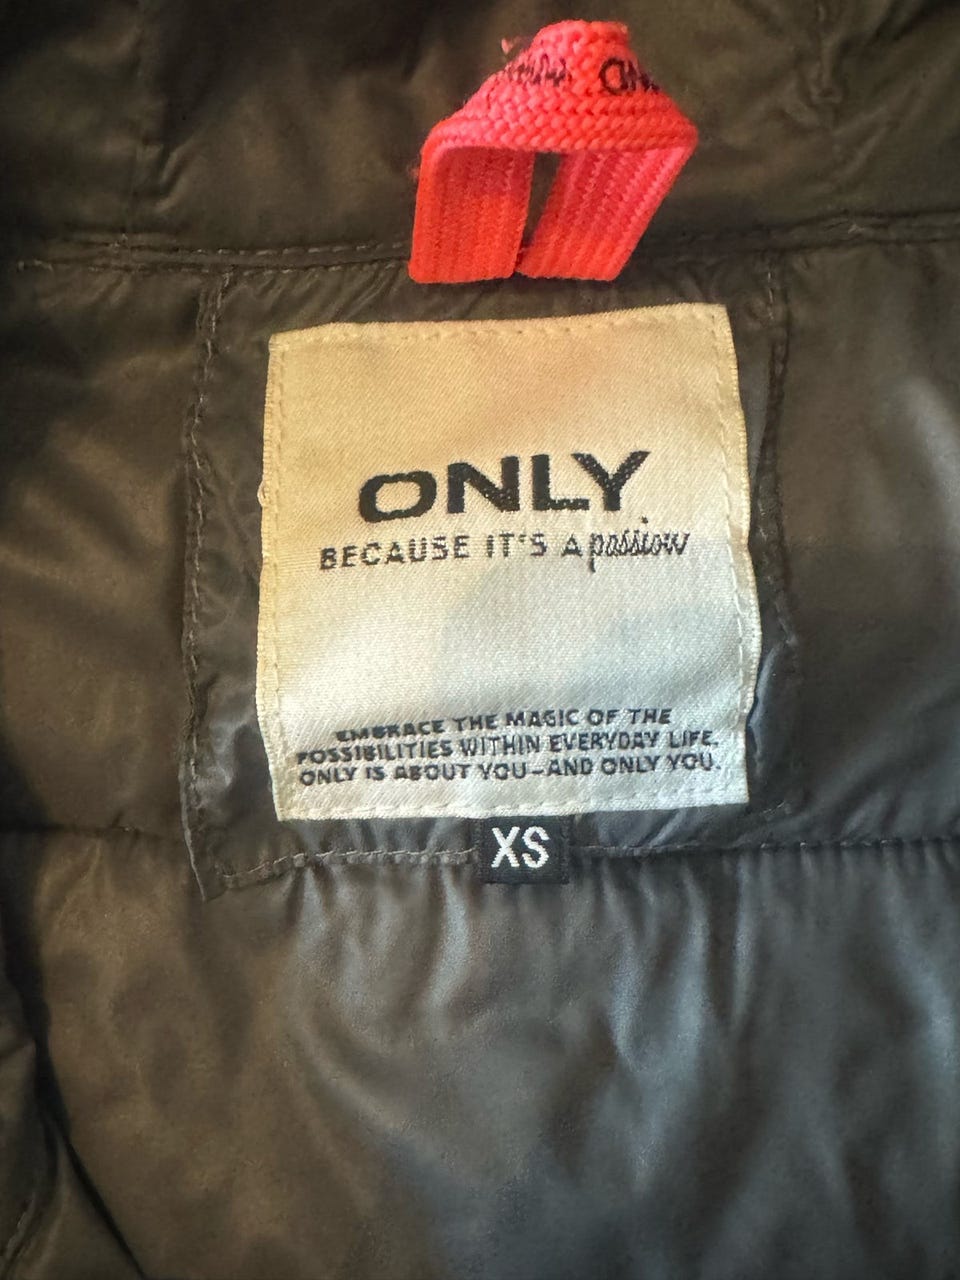 ONLY
BECAUSE IT'S A passion
EMBRACE THE MAGIC OF THE
POSSIBILITIES WITHIN EVERYDAY LIFE.
ONLY IS ABOUT YOU–AND ONLY YOU.
XS